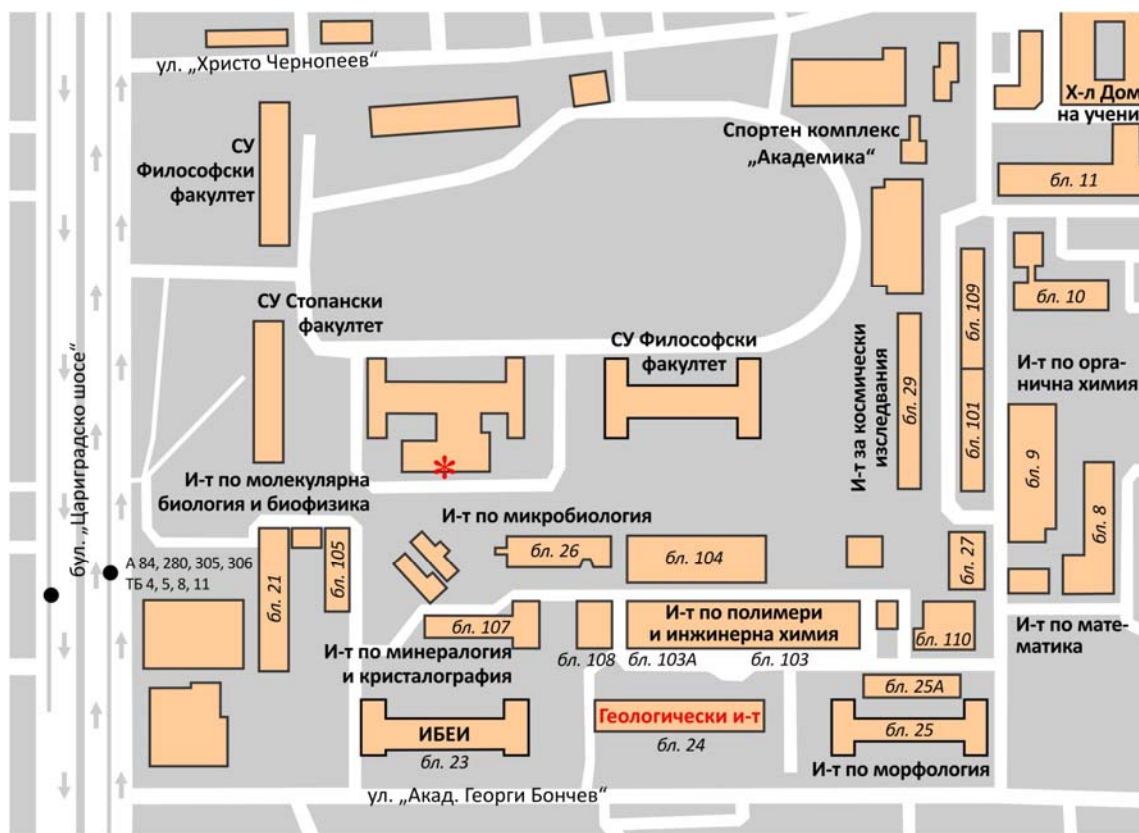 ул. „Христо Чернопеев“
Х-л Дом
на учени
СУ
Философски
факултет
Спортен комплекс
„Академика“
бл. 11
бл. 109
бл. 10
СУ Стопански
факултет
СУ Философски
факултет
И-т за космически
изследвания
бл. 29
бл. 101
И-т по орга-
нична химия
бл. 9
бл. 8
бул. „Цариградско шосе“
И-т по молекулярна
биология и биофизика
И-т по микробиология
А 84, 280, 305, 306
ТБ 4, 5, 8, 11
бл. 21
бл. 105
бл. 26
бл. 104
бл. 27
бл. 107
И-т по минералогия
и кристалография
бл. 108
И-т по полимери
и инженерна химия
бл. 103А
бл. 103
бл. 110
И-т по мате-
матика
ИБЕИ
бл. 23
Геологически и-т
бл. 24
бл. 25А
бл. 25
И-т по морфология
ул. „Акад. Георги Бончев“